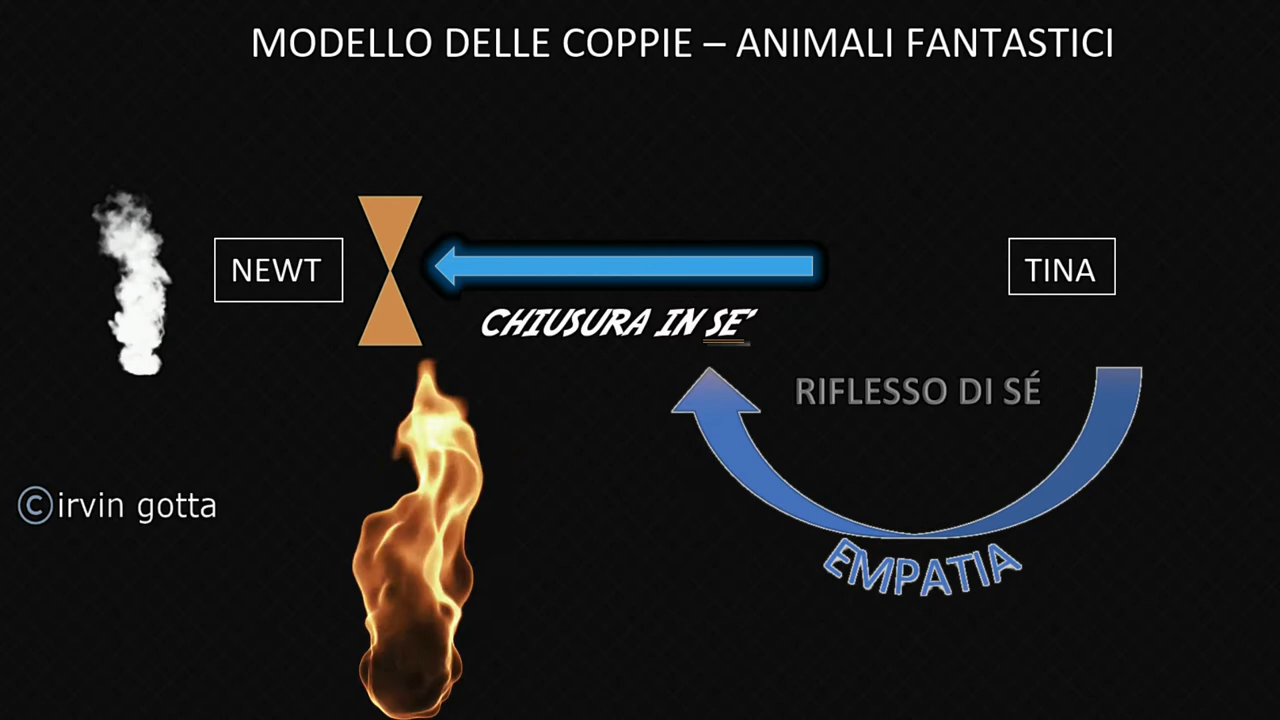 MODELLO DELLE COPPIE – ANIMALI FANTASTICI
NEWT
TINA
CHIUSURA IN SE'
RIFLESSO DI SÉ
©irvin gotta
EMPATIA